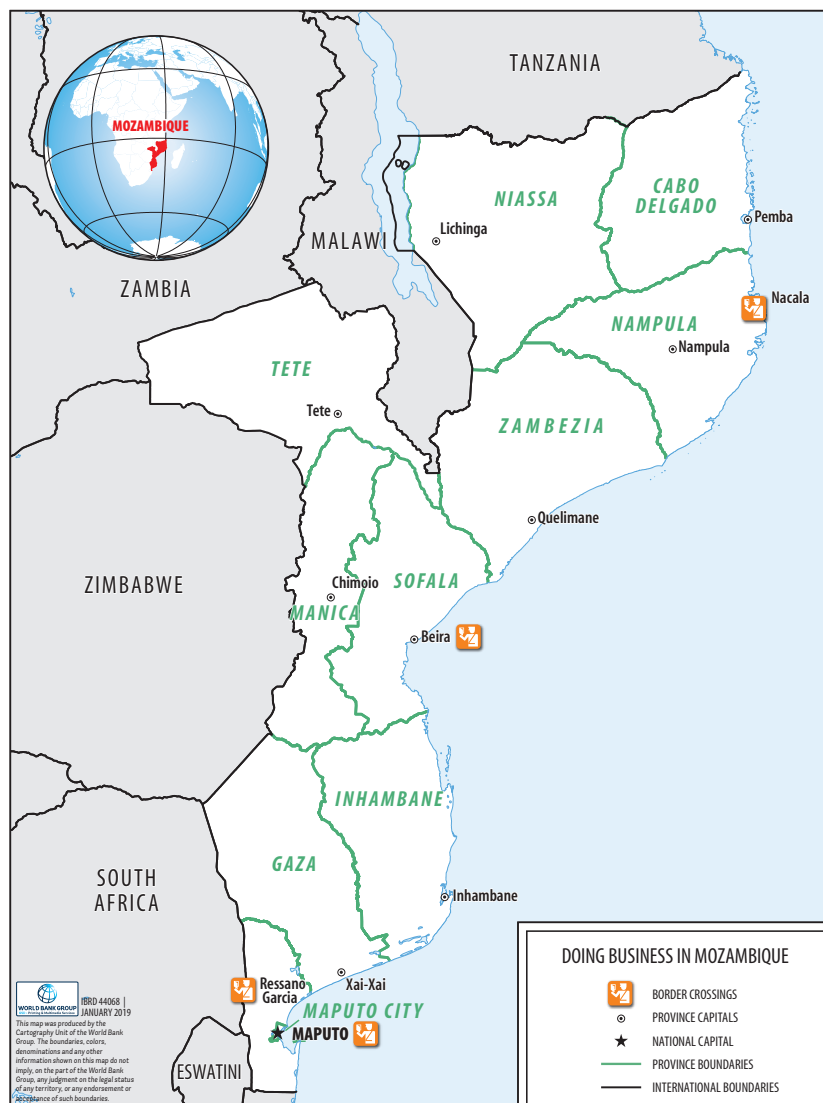 TANZANIA
MOZAMBIQUE
NIASSA
CABO
DELGADO
Pemba
Lichinga
MALAWI
ZAMBIA
Nacala
NAMPULA
Nampula
TETE
Tete
ZAMBEZIA
Quelimane
ZIMBABWE
Chimoio
SOFALA
MANICA
Beira
INHAMBANE
GAZA
SOUTH
AFRICA
Inhambane
Ressano
Garcia
Xai-Xai
MAPUTO CITY
MAPUTO
ESWATINI
WORLD BANK GROUP
IBRD 44068 |
JANUARY 2019
This map was produced by the
Cartography Unit of the World Bank
Group. The boundaries, colors,
denominations and any other
information shown on this map do not
imply, on the part of the World Bank
Group, any judgment on the legal status
of any territory, or any endorsement or
acceptance of such boundaries.
DOING BUSINESS IN MOZAMBIQUE
BORDER CROSSINGS
PROVINCE CAPITALS
NATIONAL CAPITAL
PROVINCE BOUNDARIES
INTERNATIONAL BOUNDARIES